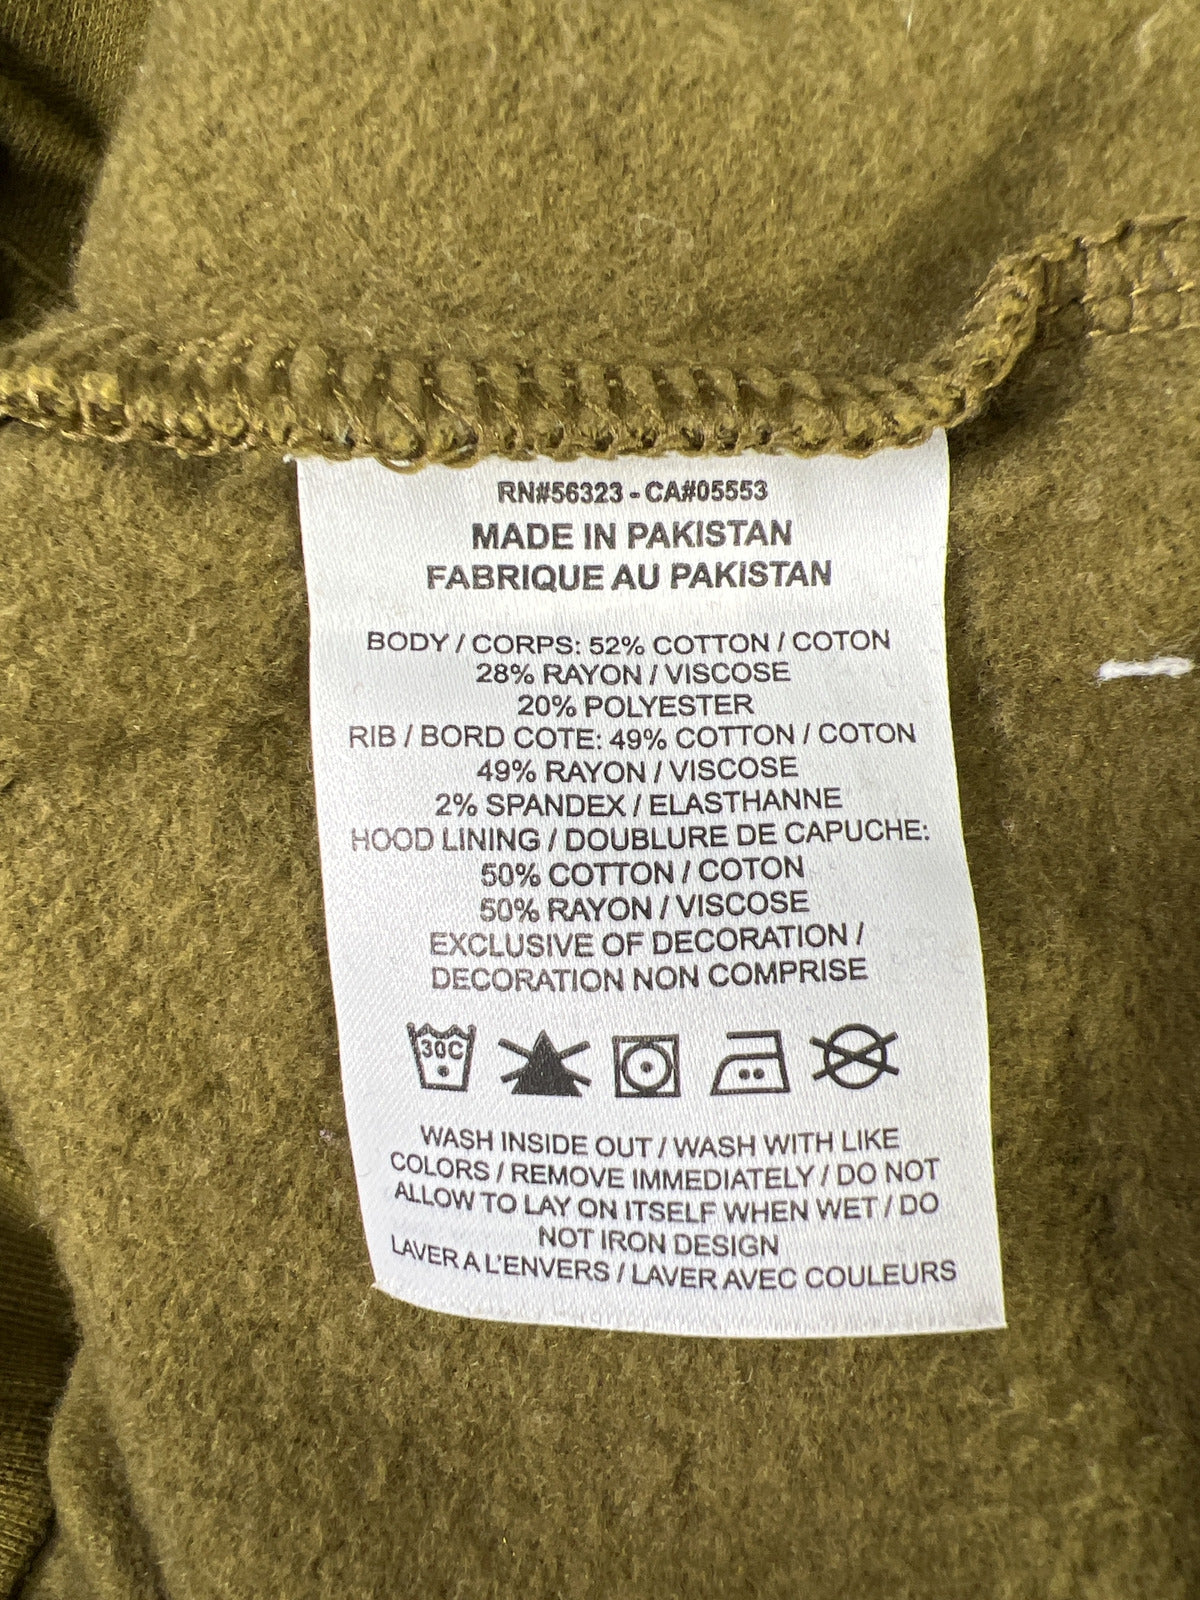 RN#56323 - CA#05553
MADE IN PAKISTAN
FABRIQUE AU PAKISTAN
BODY / CORPS: 52% COTTON / COTON
28% RAYON / VISCOSE
20% POLYESTER
RIB / BORD COTE: 49% COTTON / COTON
49% RAYON / VISCOSE
2% SPANDEX / ELASTHANNE
HOOD LINING / DOUBLURE DE CAPUCHE:
50% COTTON / COTON
50% RAYON / VISCOSE
EXCLUSIVE OF DECORATION /
DECORATION NON COMPRISE
30C
WASH INSIDE OUT / WASH WITH LIKE
COLORS / REMOVE IMMEDIATELY / DO NOT
ALLOW TO LAY ON ITSELF WHEN WET / DO
NOT IRON DESIGN
LAVER A L'ENVERS / LAVER AVEC COULEURS